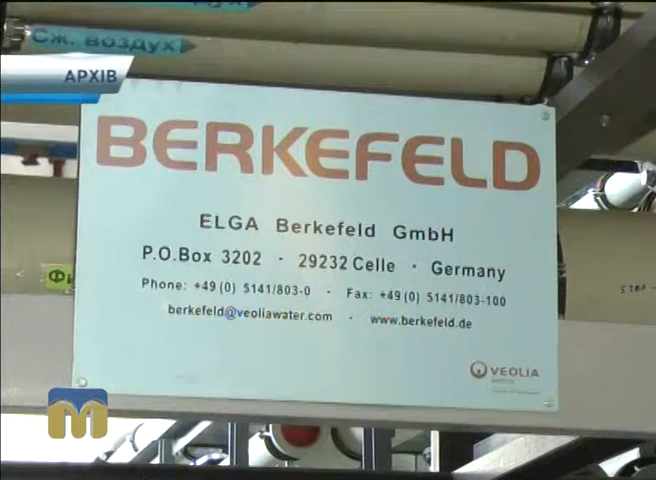 Сж. воздух
АРХІВ
BERKEFELD
ELGA Berkefeld GmbH
P.O.Box 3202 · 29232 Celle · Germany
Phone: +49 (0) 5141/803-0 · Fax: +49 (0) 5141/803-100
berkefeld@veoliawater.com · www.berkefeld.de
VEOLIA